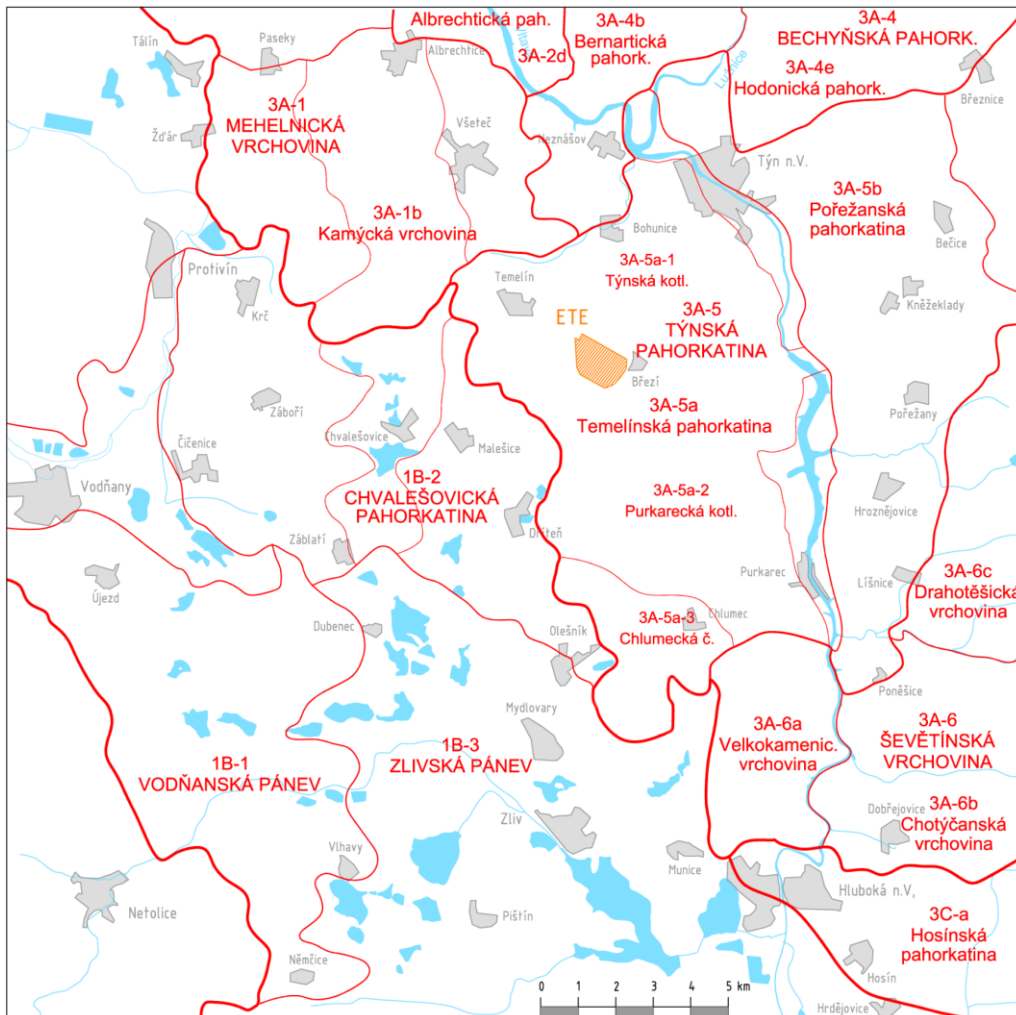 Albrechtická pah.
3A-4b
Bernartická
pahork.
3A-4
BECHYŇSKÁ PAHORK.
Tálín
Paseky
Albrechtice
3A-2d
Vltava
Lužnice
3A-4e
Hodonická pahork.
Březnice
3A-1
MEHELNICKÁ
VRCHOVINA
Žďár
Všeteč
Neznášov
Týn n.V.
3A-5b
Pořežanská
pahorkatina
3A-1b
Kamýcká vrchovina
Bohunice
Bečice
Protivín
Krč
Temelín
3A-5a-1
Týnská kotl.
Kněžeklady
ETE
3A-5
TÝNSKÁ
PAHORKATINA
Březí
Záboří
Pořežany
3A-5a
Temelínská pahorkatina
Chvalešovice
Malešice
Čičenice
Vodňany
1B-2
CHVALEŠOVICKÁ
PAHORKATINA
3A-5a-2
Purkarecká kotl.
Hroznějovice
Dříteň
Záblatí
Purkarec
Líšnice
3A-6c
Drahotěšická
vrchovina
Újezd
Dubenec
Olešník
3A-5a-3
Chlumecká č.
Chlumec
Poněšice
Mydlovary
3A-6a
Velkokamenic.
vrchovina
3A-6
ŠEVĚTÍNSKÁ
VRCHOVINA
1B-1
VODŇANSKÁ PÁNEV
1B-3
ZLIVSKÁ PÁNEV
Zliv
Dobřejovice
3A-6b
Chotýčanská
vrchovina
Vlhavy
Munice
Hluboká n.V,
Netolice
Pištín
3C-a
Hosínská
pahorkatina
Němčice
Hosín
0 1 2 3 4 5 km
Hrdějovice